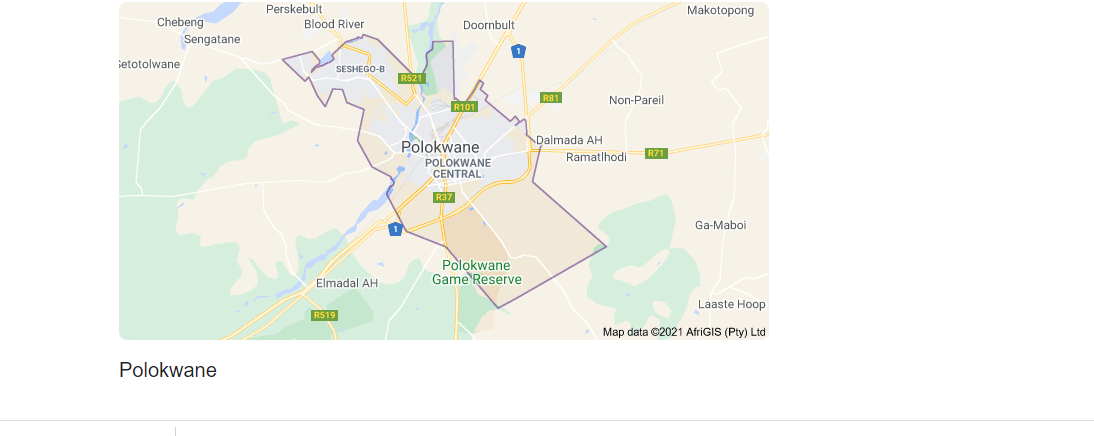 Perskebult
Makotopong
Chebeng
Blood River
Doornbult
Sengatane
1
Setotolwane
SESHEGO-B
R521
R81
Non-Pareil
R101
Dalmada AH
Polokwane
R71
Ramatlhodi
POLOKWANE
CENTRAL
R37
Ga-Maboi
1
Polokwane
Game Reserve
Elmadal AH
Laaste Hoop
R519
Map data ©2021 AfriGIS (Pty) Ltd
Polokwane